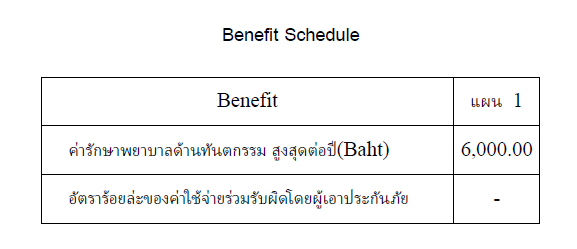 Benefit Schedule
Benefit แผน 1
ค่ารักษาพยาบาลด้านทันตกรรม สูงสุดต่อปี(Baht) 6,000.00
อัตราร้อยล่ะของค่าใช้จ่ายร่วมรับผิดโดยผู้เอาประกันภัย -